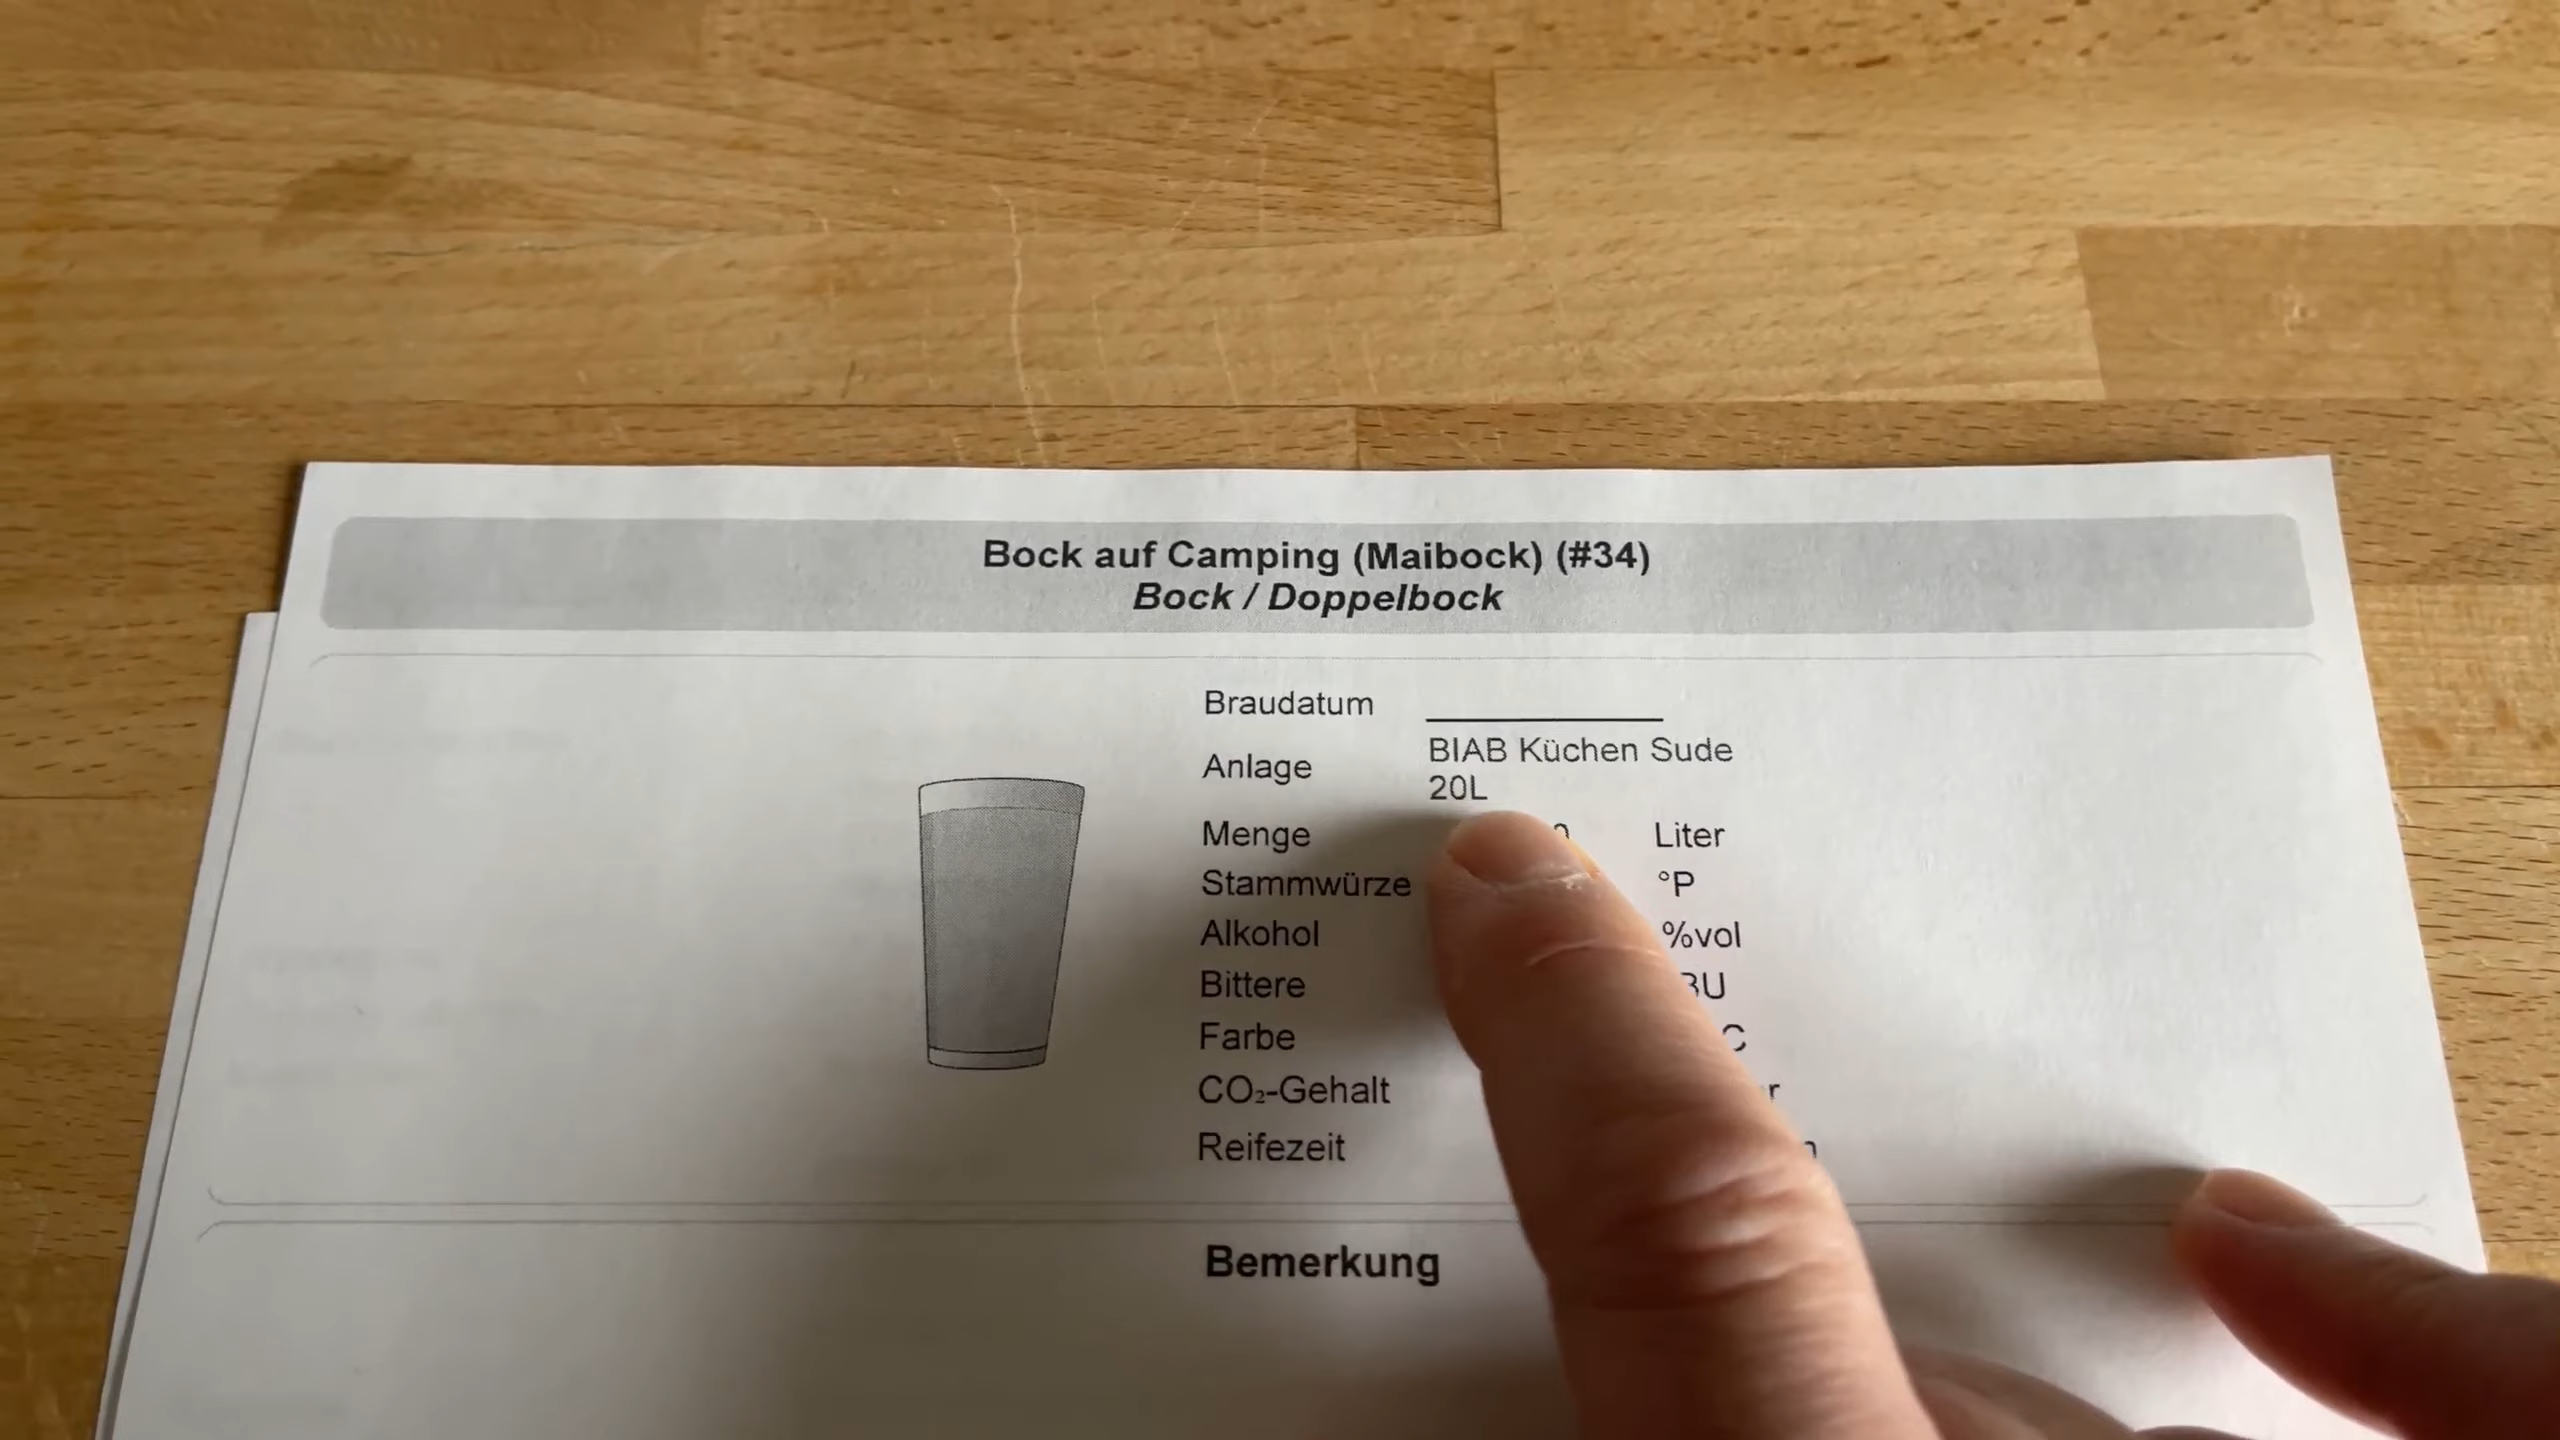 Bock auf Camping (Maibock) (#34)
Bock / Doppelbock
Braudatum
Anlage BIAB Küchen Sude
20L
Menge Liter
Stammwürze °P
Alkohol %vol
Bittere
Farbe
CO₂-Gehalt
Reifezeit
Bemerkung